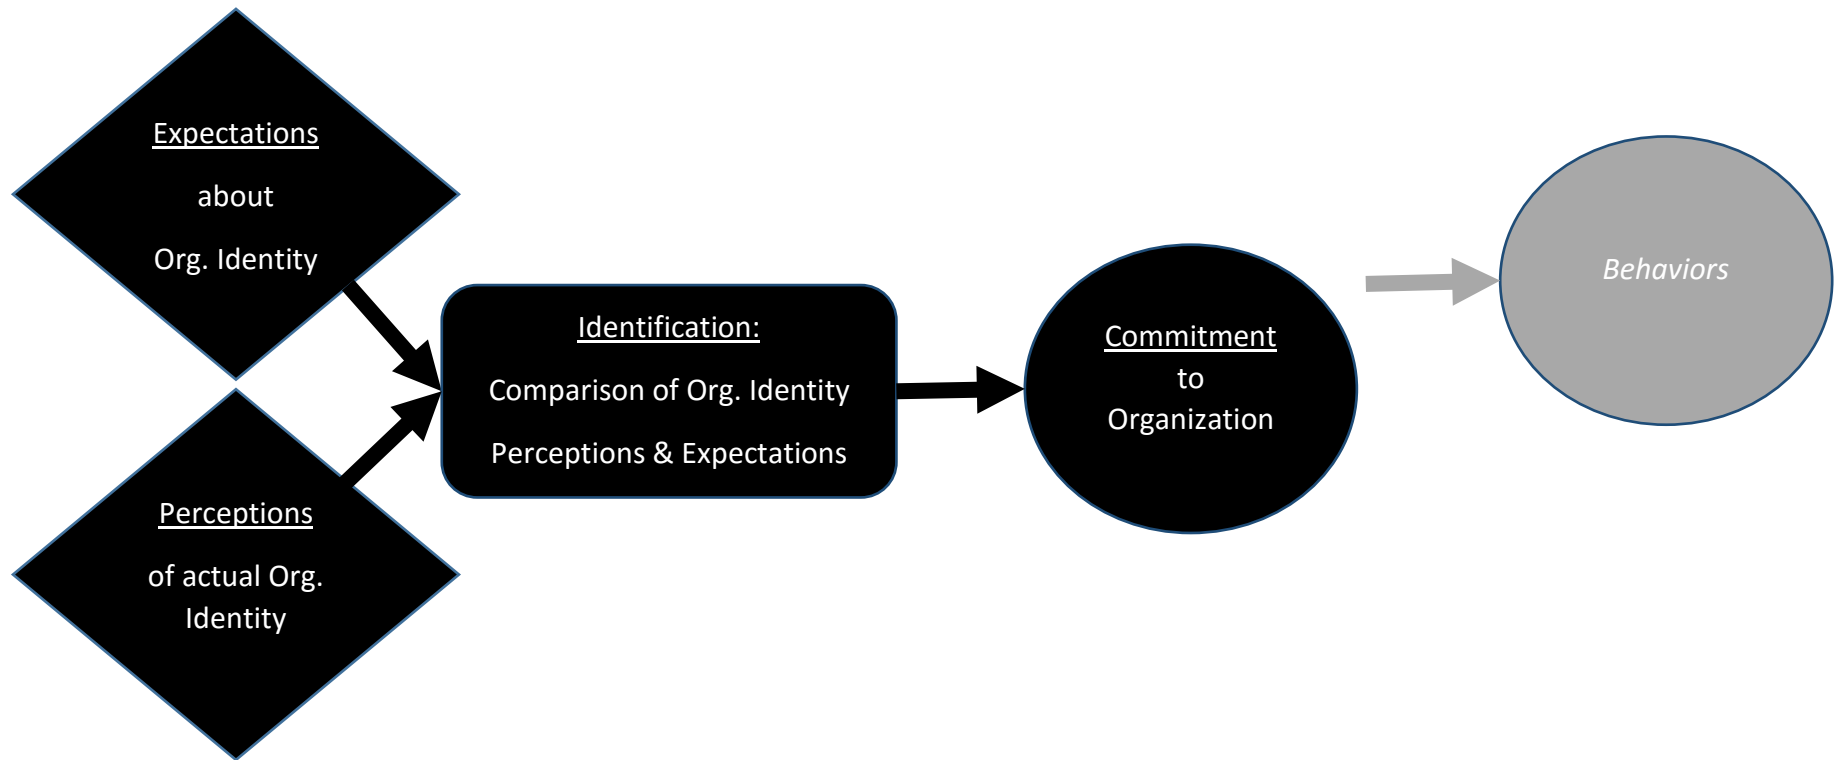 Expectations
about
Org. Identity
Perceptions
of actual Org.
Identity
Identification:
Comparison of Org. Identity
Perceptions & Expectations
Commitment
to
Organization
Behaviors